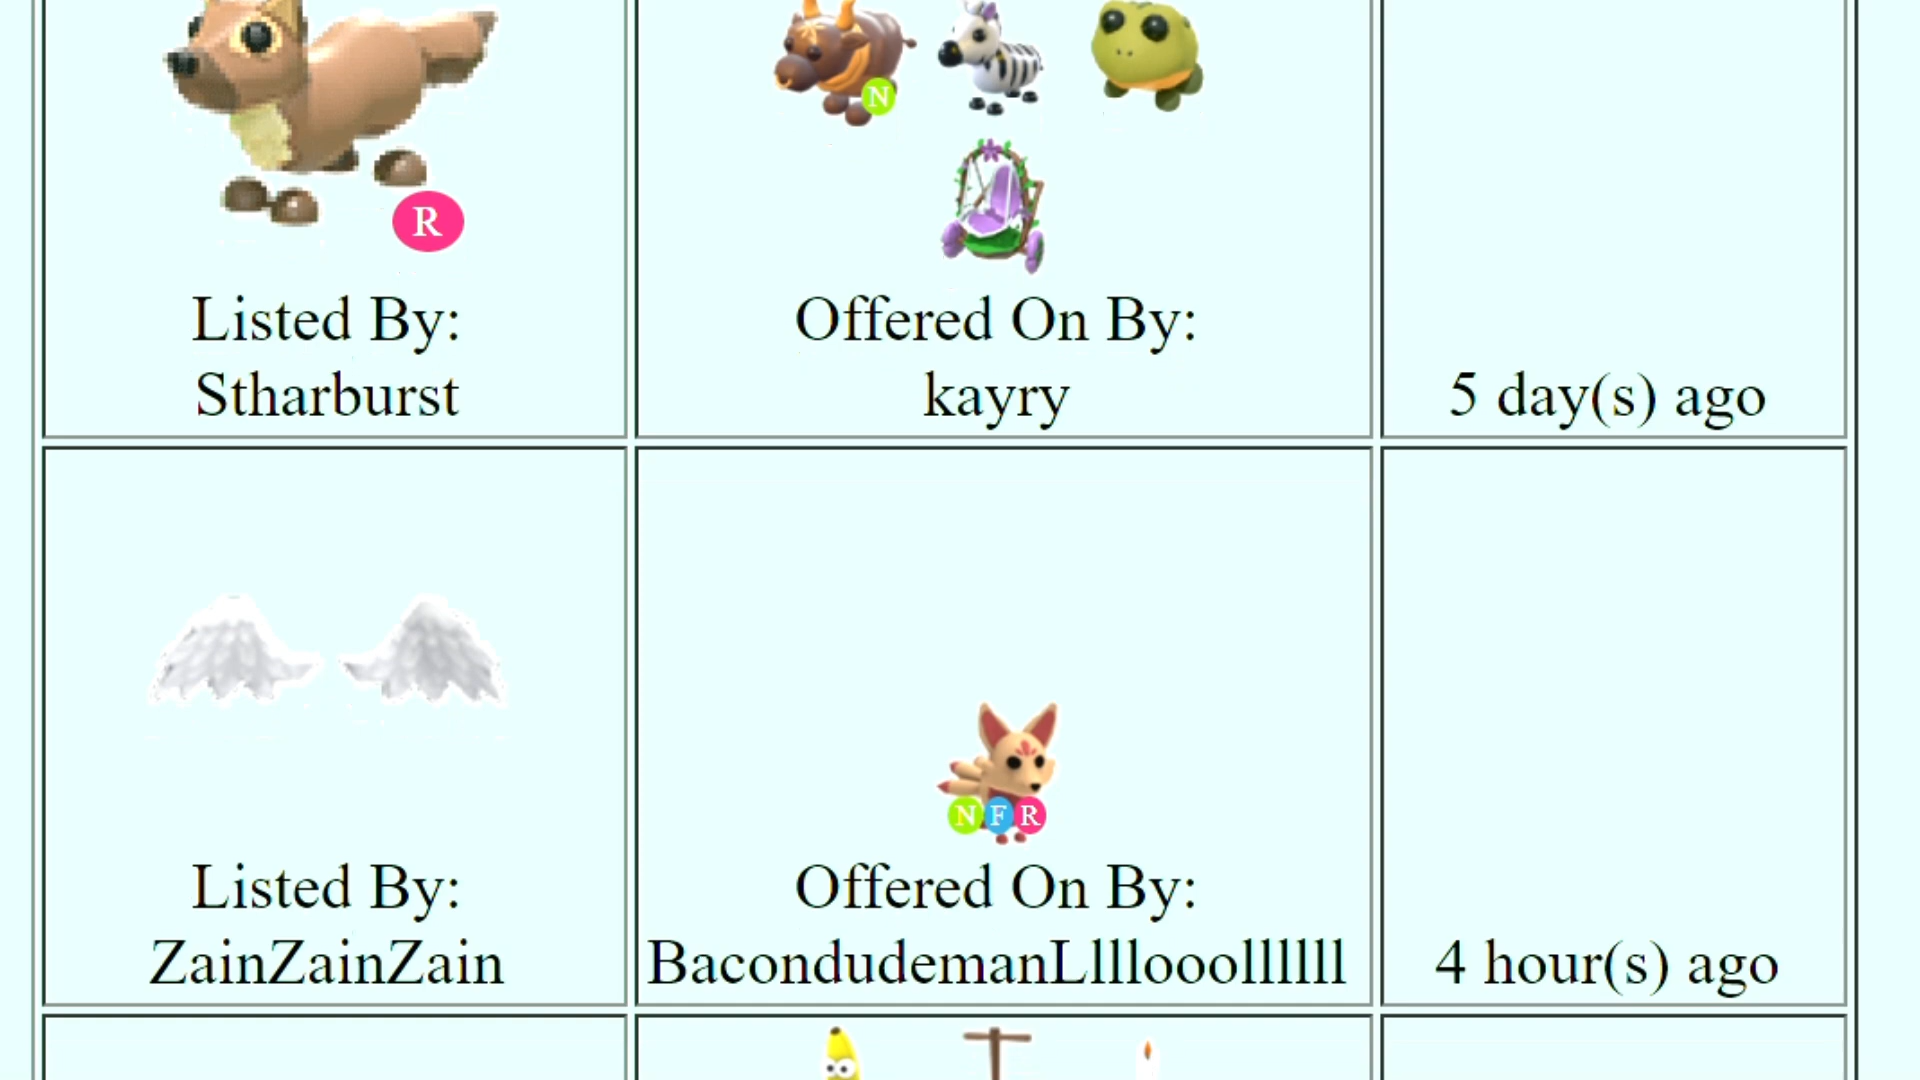 N
R
Listed By:
Stharburst
Offered On By:
kayry
5 day(s) ago
N F R
Listed By:
ZainZainZain
Offered On By:
BacondudemanLlllooollllll
4 hour(s) ago